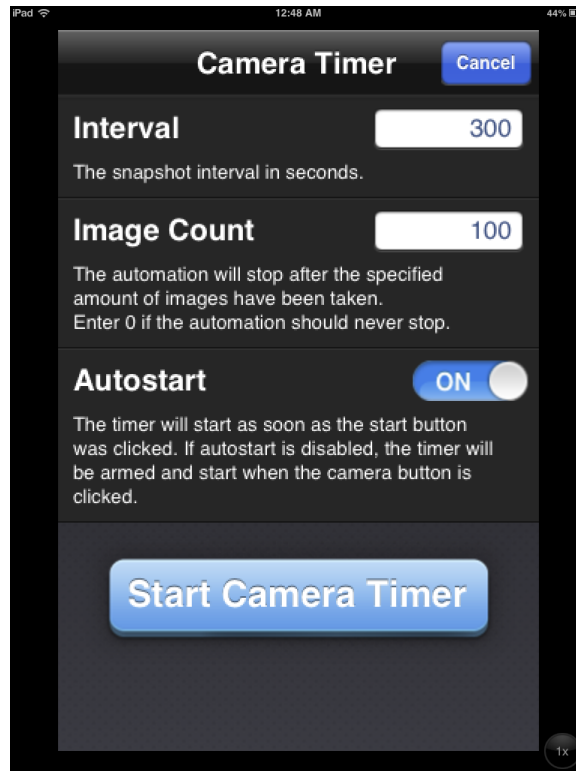 iPad 12:48 AM 44%
Camera Timer Cancel
Interval 300
The snapshot interval in seconds.
Image Count 100
The automation will stop after the specified
amount of images have been taken.
Enter 0 if the automation should never stop.
Autostart ON
The timer will start as soon as the start button
was clicked. If autostart is disabled, the timer will
be armed and start when the camera button is
clicked.
Start Camera Timer
1x